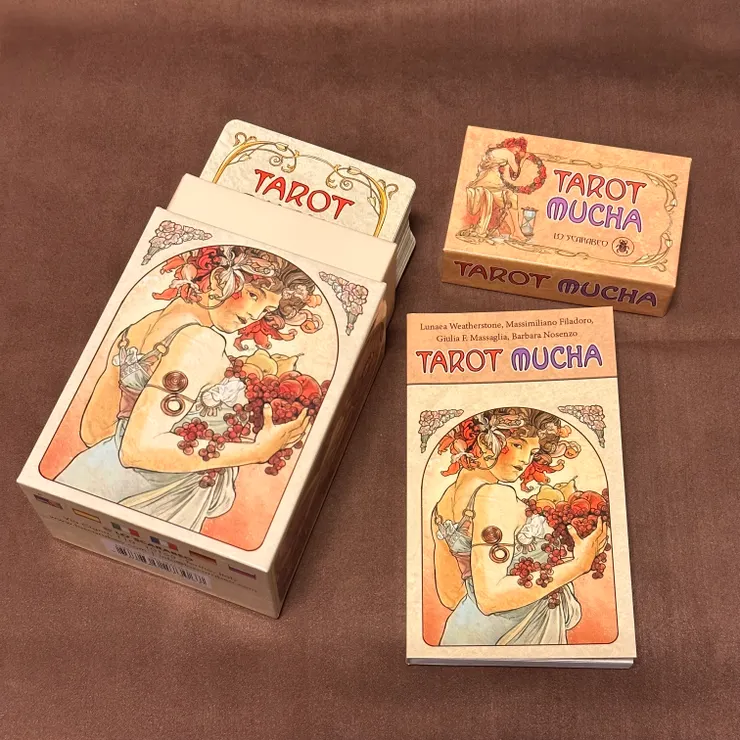 TAROT
TAROT
MUCHA
LO SCARABEO
TAROT MUCHA
Lunaea Weatherstone, Massimiliano Filadoro,
Giulia F. Massaglia, Barbara Nosenzo
TAROT MUCHA